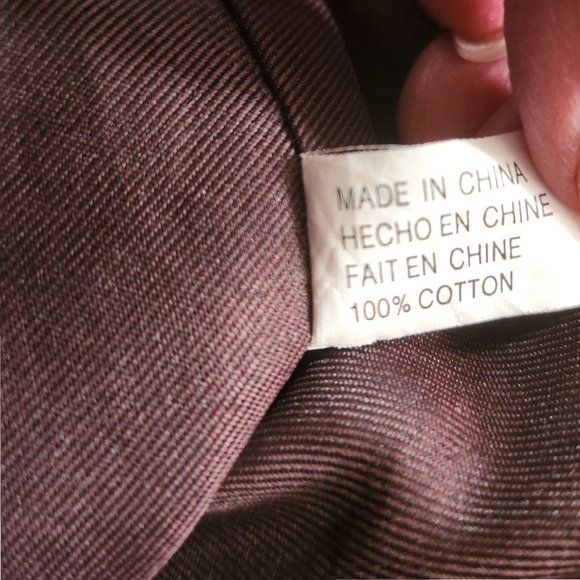 MADE IN CHINA
HECHO EN CHINE
FAIT EN CHINE
100% COTTON